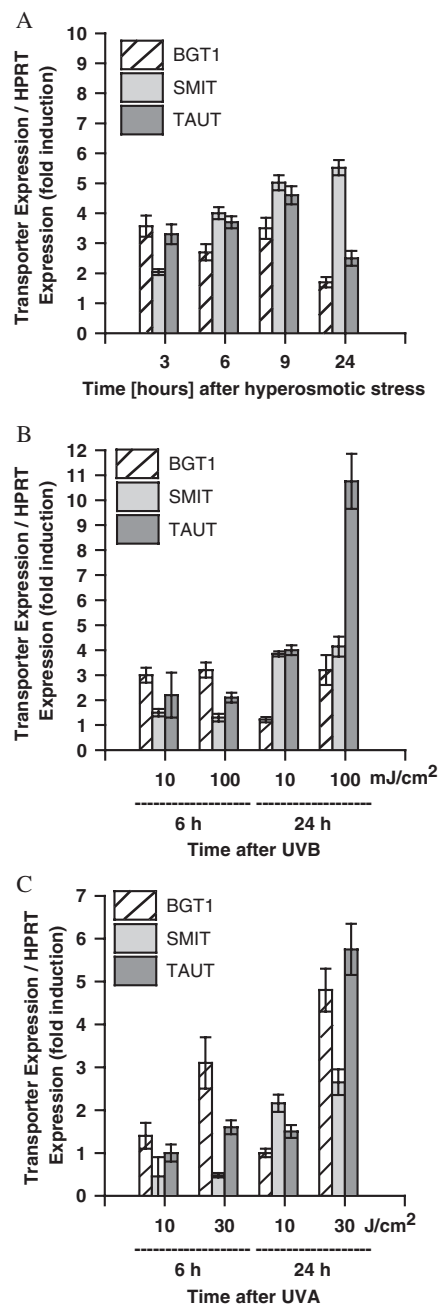 A
Transporter Expression / HPRT
Expression (fold induction)
10
9
8
7
6
5
4
3
2
1
0
BGT1
SMIT
TAUT
3 6 9 24
Time [hours] after hyperosmotic stress
B
Transporter Expression / HPRT
Expression (fold induction)
12
11
10
9
8
7
6
5
4
3
2
1
0
BGT1
SMIT
TAUT
10 100 10 100 mJ/cm²
6 h 24 h
Time after UVB
C
Transporter Expression / HPRT
Expression (fold induction)
7
6
5
4
3
2
1
0
BGT1
SMIT
TAUT
10 30 10 30 J/cm²
6 h 24 h
Time after UVA